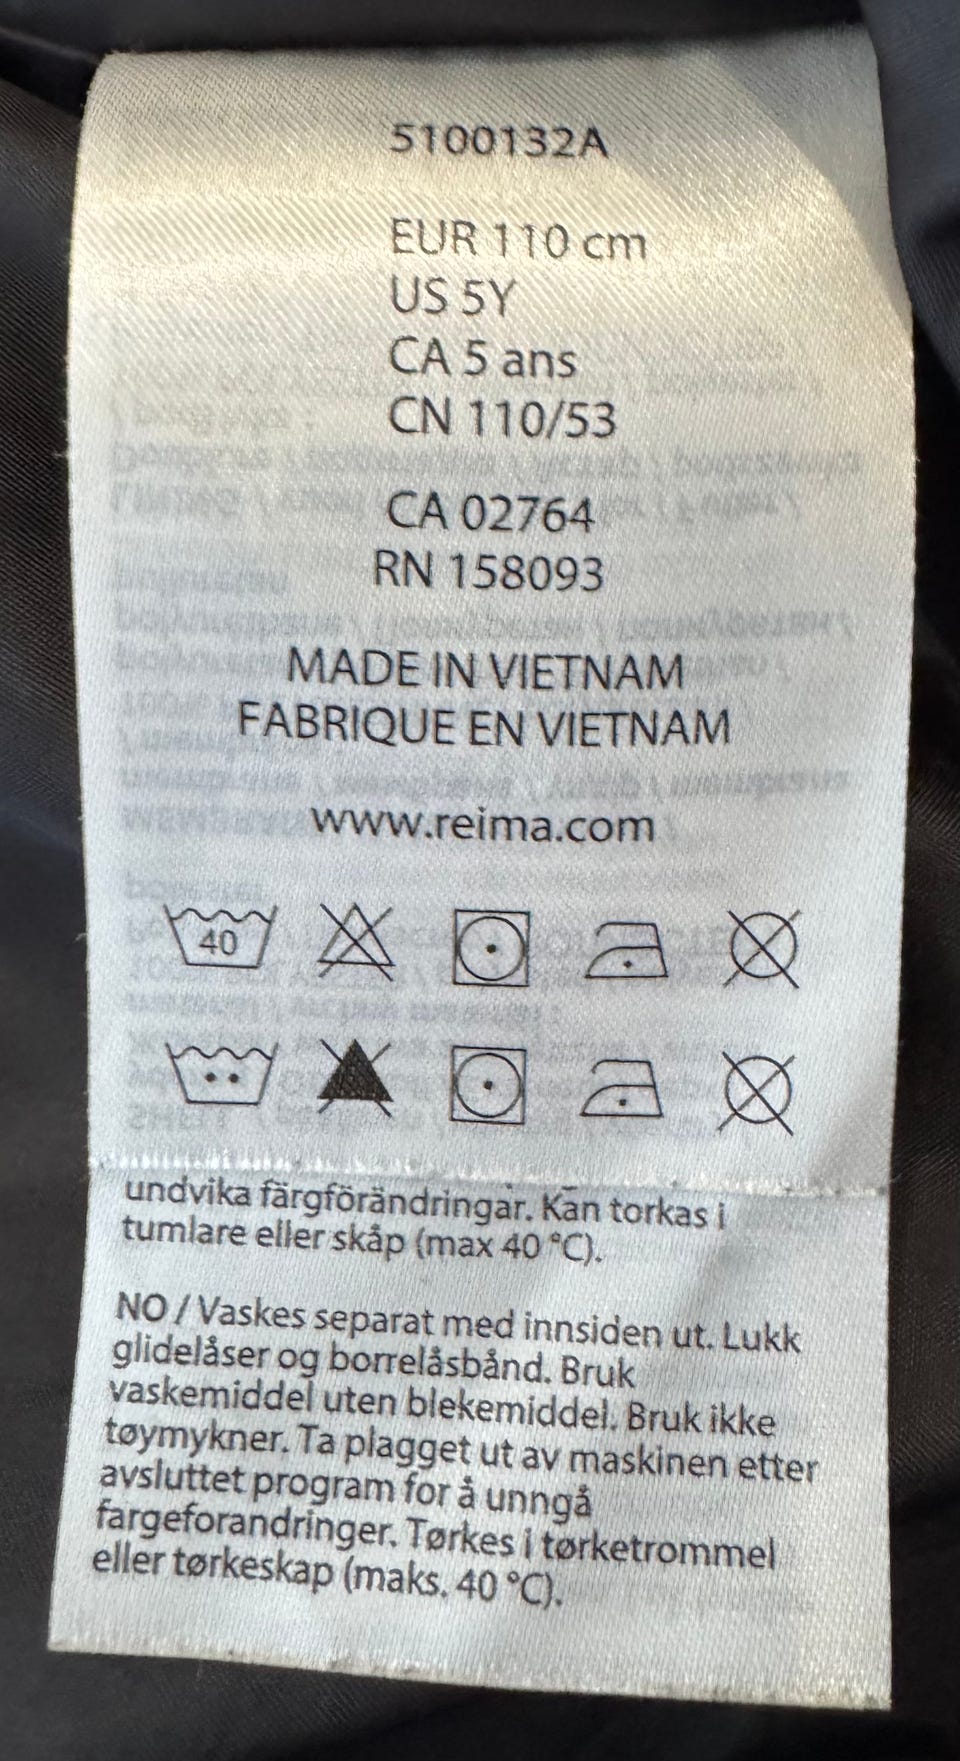 5100132A
EUR 110 cm
US 5Y
CA 5 ans
CN 110/53
CA 02764
RN 158093
MADE IN VIETNAM
FABRIQUE EN VIETNAM
www.reima.com
40
undvika färgförändringar. Kan torkas i
tumlare eller skåp (max 40 °C).
NO / Vaskes separat med innsiden ut. Lukk
glidelåser og borrelåsbånd. Bruk
vaskemiddel uten blekemiddel. Bruk ikke
tøymykner. Ta plagget ut av maskinen etter
avsluttet program for å unngå
fargeforandringer. Tørkes i tørketrommel
eller tørkeskap (maks. 40 °C).